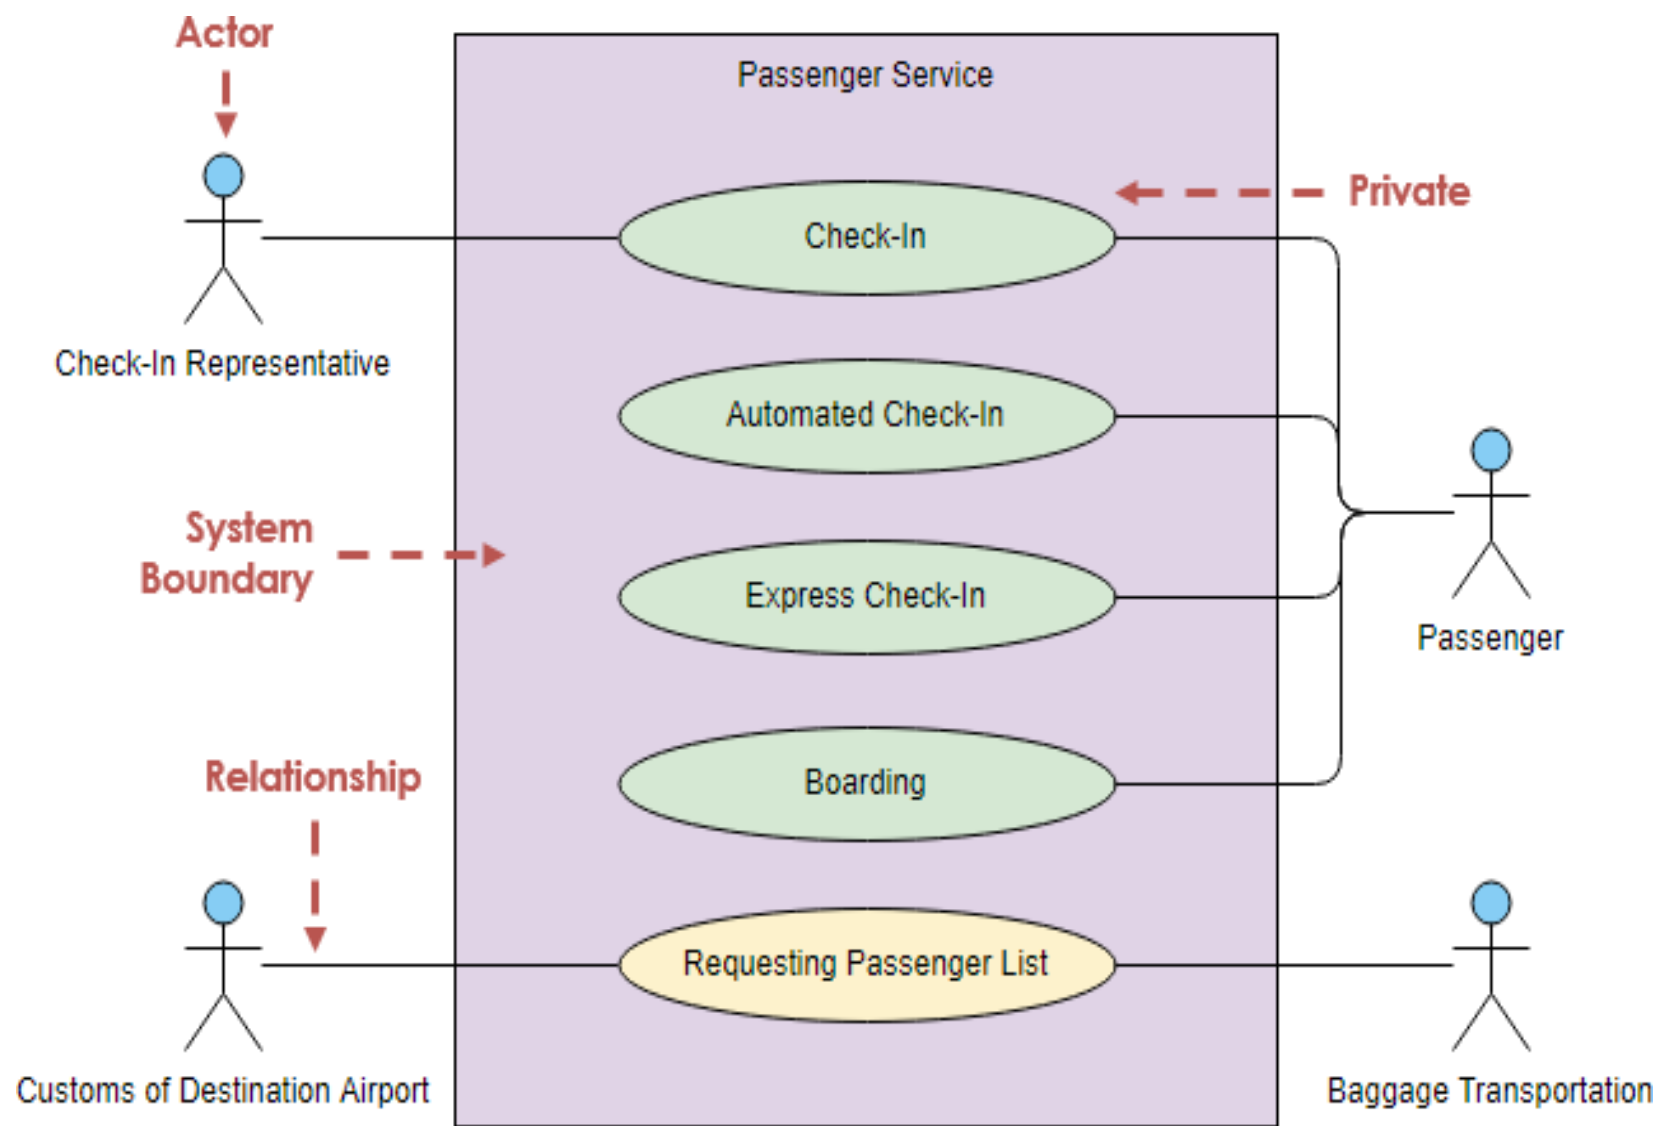 Actor
Passenger Service
Private
Check-In
Check-In Representative
Automated Check-In
System
Boundary
Express Check-In
Passenger
Relationship
Boarding
Requesting Passenger List
Customs of Destination Airport
Baggage Transportation